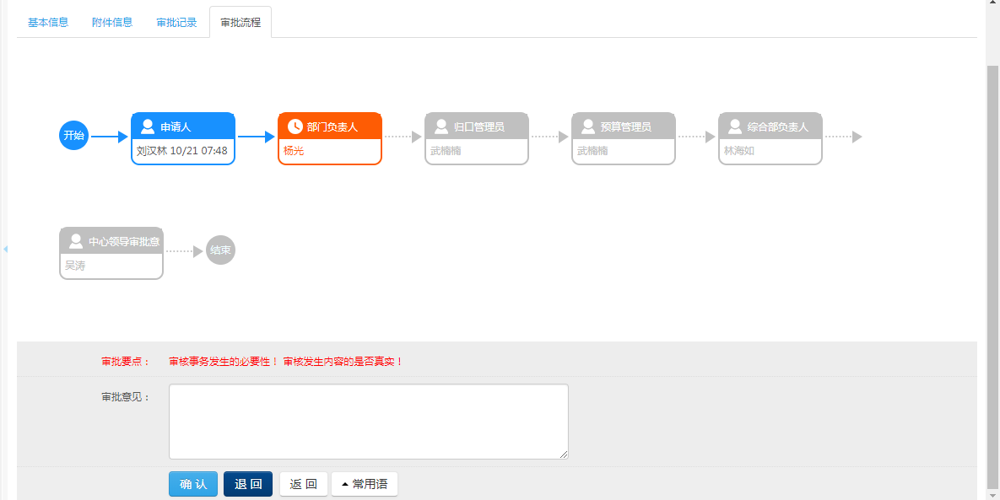 基本信息 附件信息 审批记录 审批流程
开始 申请人 部门负责人 归口管理员 预算管理员 综合部负责人
刘汉林 10/21 07:48 杨光 武楠楠 武楠楠 林海如
中心领导审批意 结束
吴涛
审批要点： 审核事务发生的必要性！ 审核发生内容的是否真实！
审批意见：
确 认 退 回 返 回 常用语